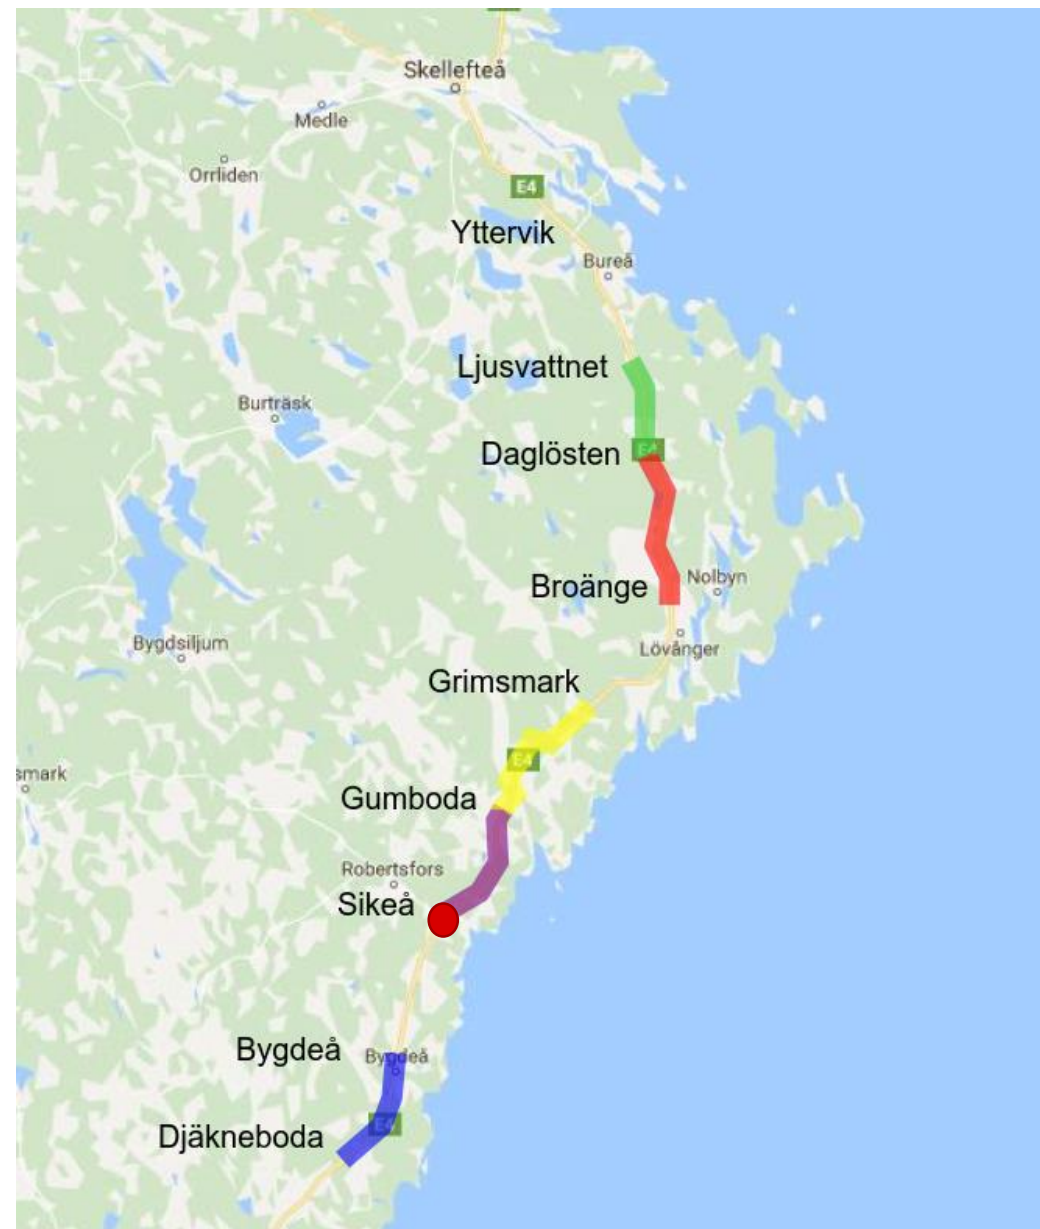 Skellefteå
Medle
Orrliden
E4
Yttervik
Bureå
Ljusvattnet
Burträsk
Daglösten
E4
Nolbyn
Broänge
Bygdsiljum
Lövånger
Grimsmark
E4
smark
Gumboda
Robertsfors
Sikeå
Bygdeå
Bygdeå
E4
Djäkneboda